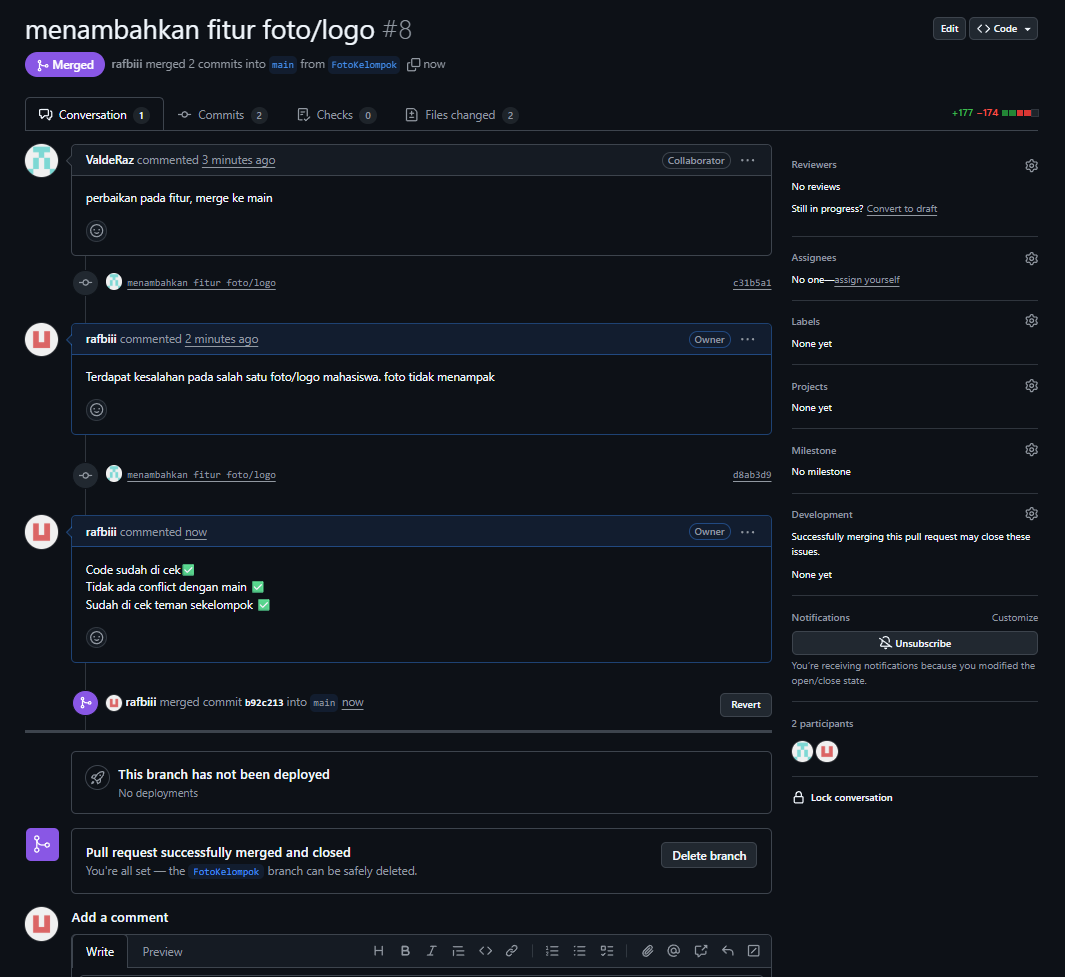 menambahkan fitur foto/logo #8
Edit
Code
Merged
rafbiii merged 2 commits into main from FotoKelompok now
Conversation 1
Commits 2
Checks 0
Files changed 2
+177 −174
ValdeRaz commented 3 minutes ago
Collaborator
perbaikan pada fitur, merge ke main
menambahkan fitur foto/logo
c31b5a1
rafbiii commented 2 minutes ago
Owner
Terdapat kesalahan pada salah satu foto/logo mahasiswa. foto tidak menampak
menambahkan fitur foto/logo
d8ab3d9
rafbiii commented now
Owner
Code sudah di cek✅
Tidak ada conflict dengan main ✅
Sudah di cek teman sekelompok ✅
rafbiii merged commit b92c213 into main now
Revert
This branch has not been deployed
No deployments
Pull request successfully merged and closed
You're all set — the FotoKelompok branch can be safely deleted.
Delete branch
Add a comment
Write
Preview
Reviewers
No reviews
Still in progress? Convert to draft
Assignees
No one—assign yourself
Labels
None yet
Projects
None yet
Milestone
No milestone
Development
Successfully merging this pull request may close these
issues.
None yet
Notifications
Customize
Unsubscribe
You're receiving notifications because you modified the
open/close state.
2 participants
Lock conversation